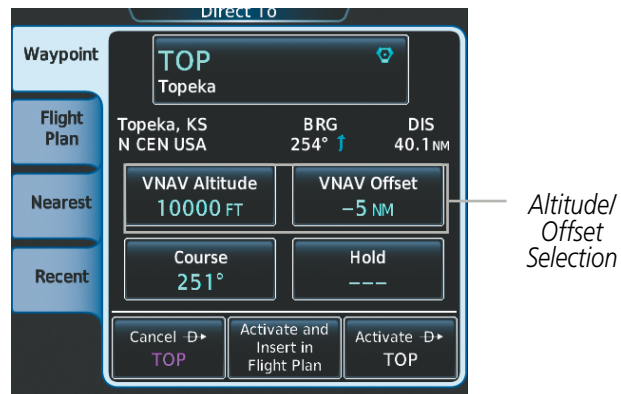 Direct To
Waypoint
TOP
Topeka
Flight
Plan
Topeka, KS
N CEN USA
BRG
254°
DIS
40.1NM
Nearest
VNAV Altitude
10000 FT
VNAV Offset
−5 NM
Altitude/
Offset
Selection
Recent
Course
251°
Hold
___
Cancel D
TOP
Activate and
Insert in
Flight Plan
Activate D
TOP